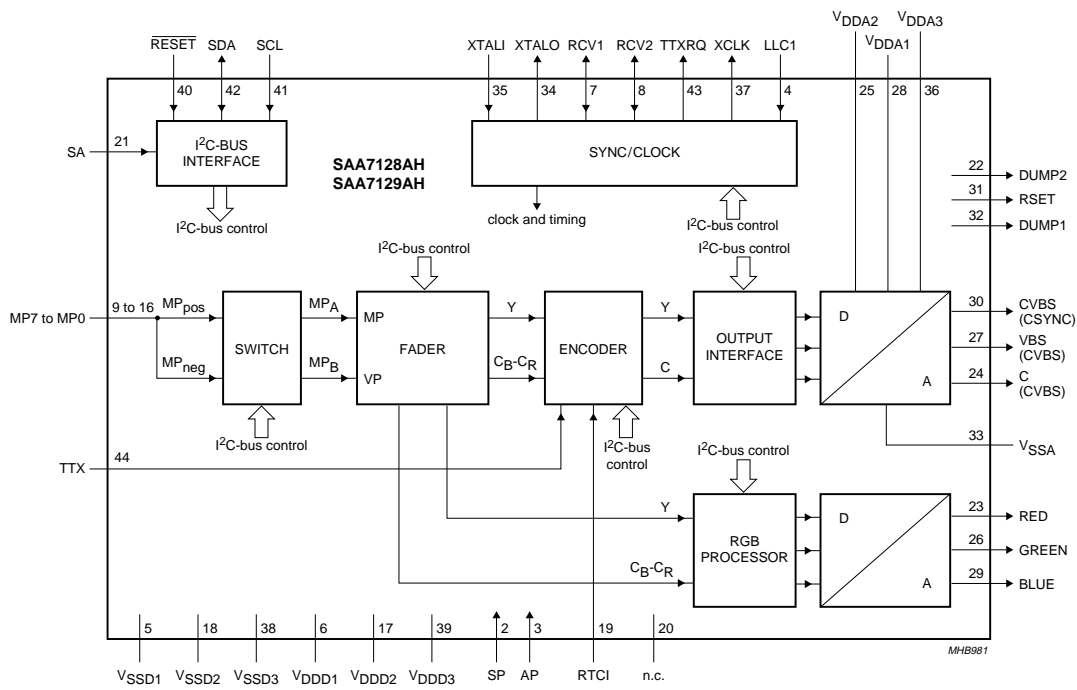 VDDA2 VDDA3
VDDA1
RESET SDA SCL XTALI XTALO RCV1 RCV2 TTXRQ XCLK LLC1
40 42 41 35 34 7 8 43 37 4 25 28 36
SA 21
I2C-BUS
INTERFACE
SAA7128AH
SAA7129AH
SYNC/CLOCK
22 DUMP2
31 RSET
32 DUMP1
I2C-bus control
clock and timing
I2C-bus control
I2C-bus control
I2C-bus control
MP7 to MP0 9 to 16 MPpos MPA MP Y Y D 30 CVBS
(CSYNC)
SWITCH FADER ENCODER OUTPUT
INTERFACE
27 VBS
(CVBS)
MPneg MPB VP CB-CR C A 24 C
(CVBS)
I2C-bus control
I2C-bus
control
33 VSSA
TTX 44
I2C-bus control
Y D 23 RED
RGB
PROCESSOR
26 GREEN
CB-CR A 29 BLUE
5 18 38 6 17 39 2 3 19 20
VSSD1 VSSD2 VSSD3 VDDD1 VDDD2 VDDD3 SP AP RTCI n.c.
MHB981